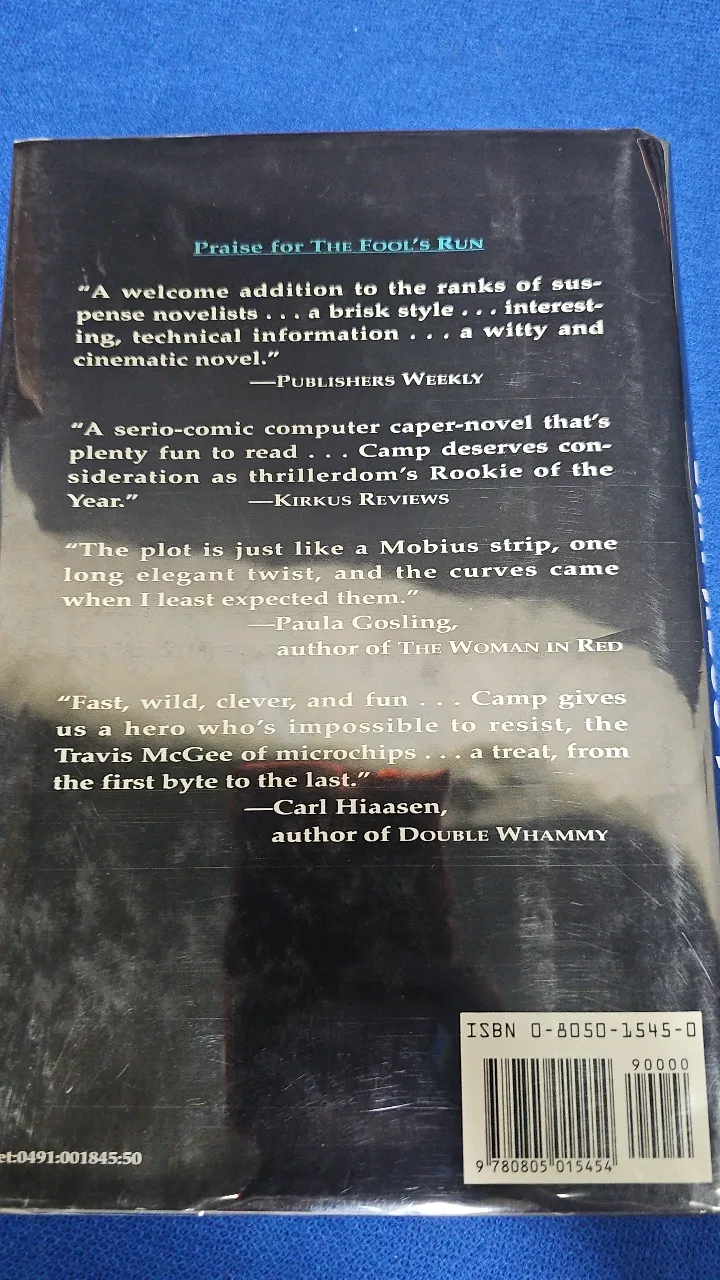 Praise for THE FOOL'S RUN
“A welcome addition to the ranks of sus-
pense novelists . . . a brisk style . . . interest-
ing, technical information . . . a witty and
cinematic novel.”
—PUBLISHERS WEEKLY
“A serio-comic computer caper-novel that's
plenty fun to read . . . Camp deserves con-
sideration as thrillerdom's Rookie of the
Year.” —KIRKUS REVIEWS
“The plot is just like a Mobius strip, one
long elegant twist, and the curves came
when I least expected them.”
—Paula Gosling,
author of THE WOMAN IN RED
“Fast, wild, clever, and fun . . . Camp gives
us a hero who's impossible to resist, the
Travis McGee of microchips . . . a treat, from
the first byte to the last.”
—Carl Hiaasen,
author of DOUBLE WHAMMY
ISBN 0-8050-1545-0
90000
9 780805 015454
et:0491:001845:50